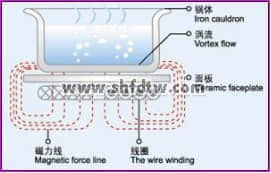 锅体
Iron cauldron
涡流
Vortex flow
面板
Ceramic faceplate
www.shfdtw.com
磁力线
Magnetic force line
线圈
The wire winding